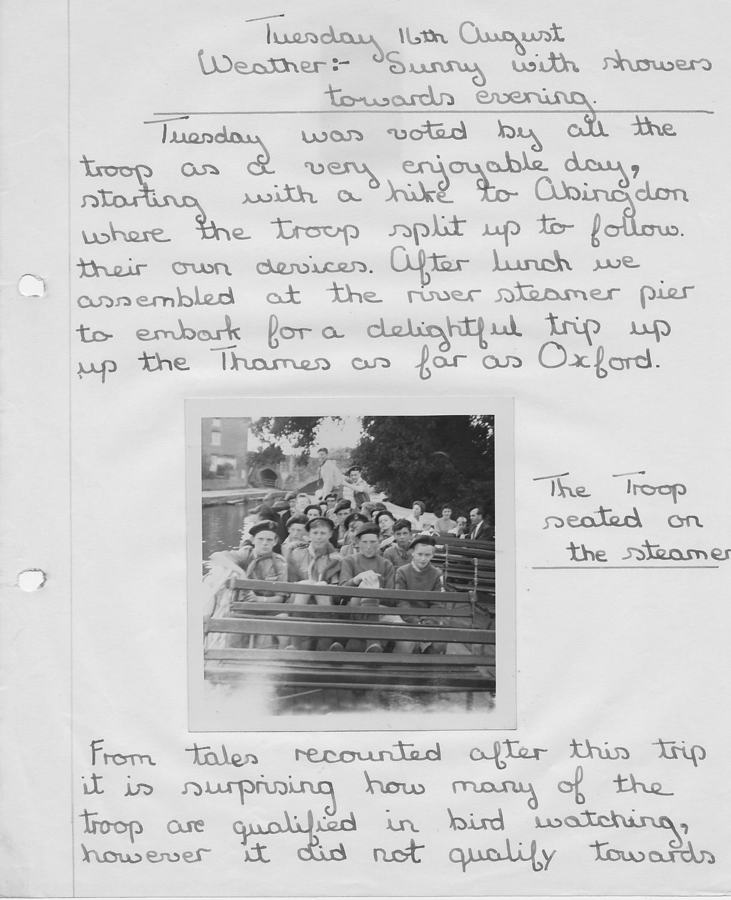 Tuesday 16th August
Weather:- Sunny with showers
towards evening.
Tuesday was voted by all the
troop as a very enjoyable day,
starting with a hike to Abingdon
where the troop split up to follow.
their own devices. After lunch we
assembled at the river steamer pier
to embark for a delightful trip up
up the Thames as far as Oxford.
The Troop
seated on
the steamer
From tales recounted after this trip
it is surprising how many of the
troop are qualified in bird watching,
however it did not qualify towards